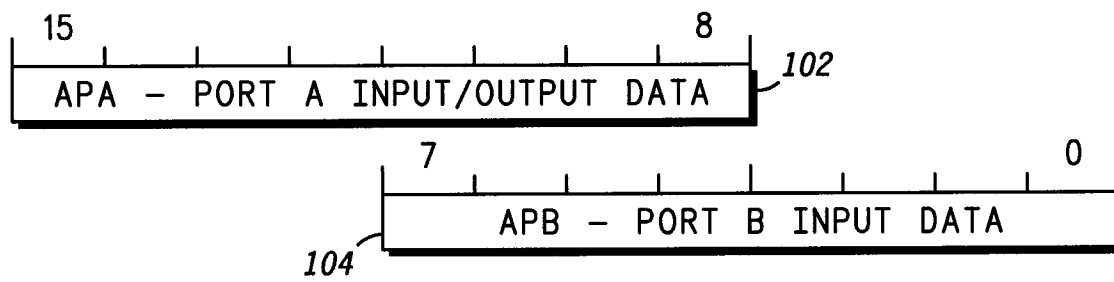 15 8
APA – PORT A INPUT/OUTPUT DATA
102
7 0
APB – PORT B INPUT DATA
104